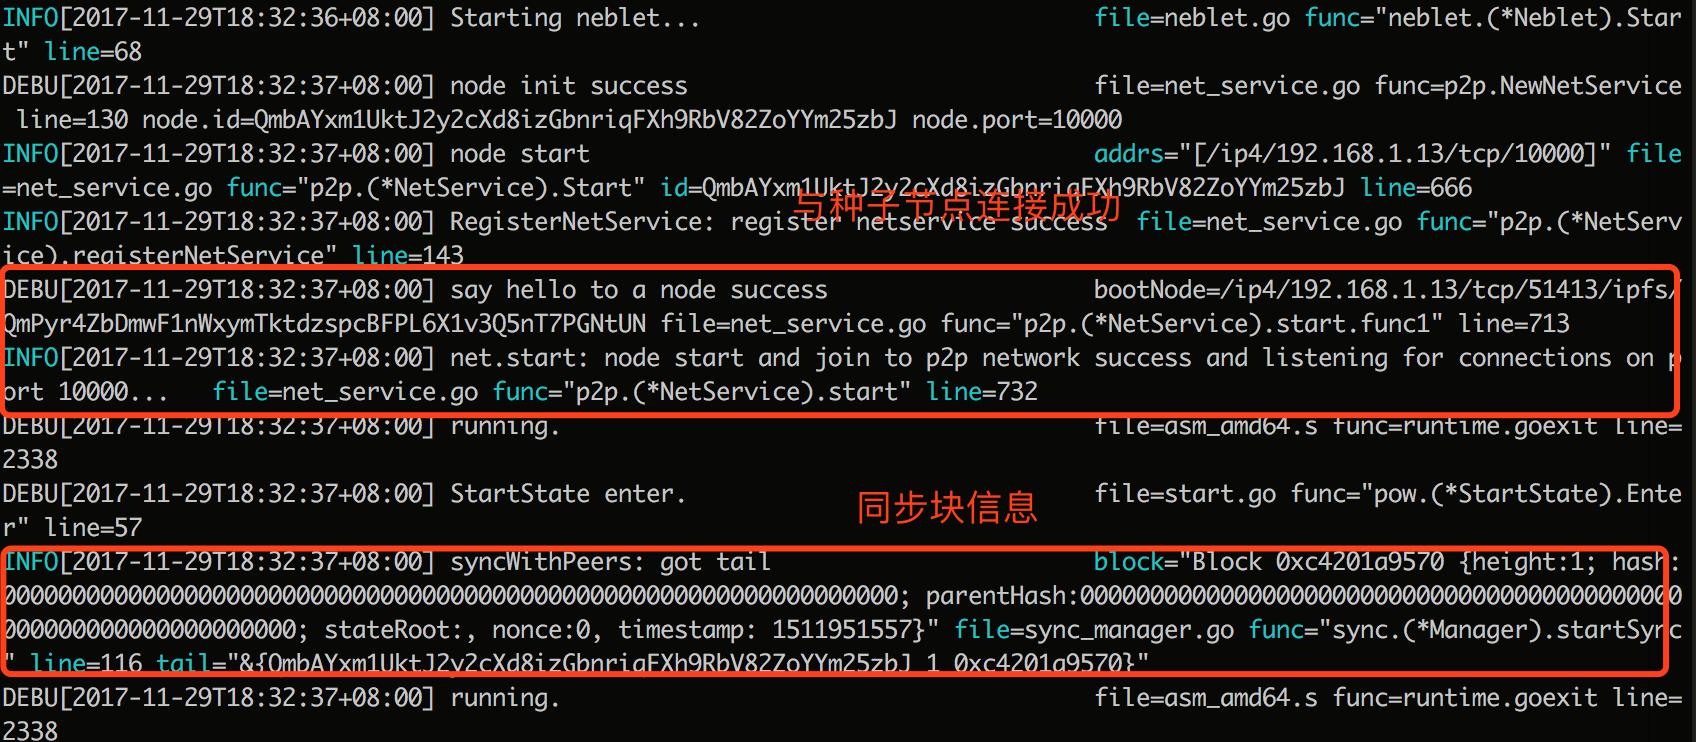 INFO[2017-11-29T18:32:36+08:00] Starting neblet... file=neblet.go func="neblet.(*Neblet).Star
t" line=68
DEBU[2017-11-29T18:32:37+08:00] node init success file=net_service.go func=p2p.NewNetService
line=130 node.id=QmbAYxm1UktJ2y2cXd8izGbnriqFXh9RbV82ZoYYm25zbJ node.port=10000
INFO[2017-11-29T18:32:37+08:00] node start addrs="[/ip4/192.168.1.13/tcp/10000]" file
=net_service.go func="p2p.(*NetService).Start" id=QmbAYxm1UktJ2y2cXd8izGbnriqFXh9RbV82ZoYYm25zbJ line=666
与种子节点连接成功
INFO[2017-11-29T18:32:37+08:00] RegisterNetService: register netservice success file=net_service.go func="p2p.(*NetServ
ice).registerNetService" line=143
DEBU[2017-11-29T18:32:37+08:00] say hello to a node success bootNode=/ip4/192.168.1.13/tcp/51413/ipfs/
QmPyr4ZbDmwF1nWxymTktdzspcBFPL6X1v3Q5nT7PGNtUN file=net_service.go func="p2p.(*NetService).start.func1" line=713
INFO[2017-11-29T18:32:37+08:00] net.start: node start and join to p2p network success and listening for connections on p
ort 10000... file=net_service.go func="p2p.(*NetService).start" line=732
DEBU[2017-11-29T18:32:37+08:00] running. file=asm_amd64.s func=runtime.goexit line=
2338
DEBU[2017-11-29T18:32:37+08:00] StartState enter. file=start.go func="pow.(*StartState).Ente
r" line=57
同步块信息
INFO[2017-11-29T18:32:37+08:00] syncWithPeers: got tail block="Block 0xc4201a9570 {height:1; hash:
0000000000000000000000000000000000000000000000000000000000000000; parentHash:0000000000000000000000000000000000000000000
000000000000000000000; stateRoot:, nonce:0, timestamp: 1511951557}" file=sync_manager.go func="sync.(*Manager).startSync
" line=116 tail="&{QmbAYxm1UktJ2y2cXd8izGbnriqFXh9RbV82ZoYYm25zbJ 1 0xc4201a9570}"
DEBU[2017-11-29T18:32:37+08:00] running. file=asm_amd64.s func=runtime.goexit line=
2338